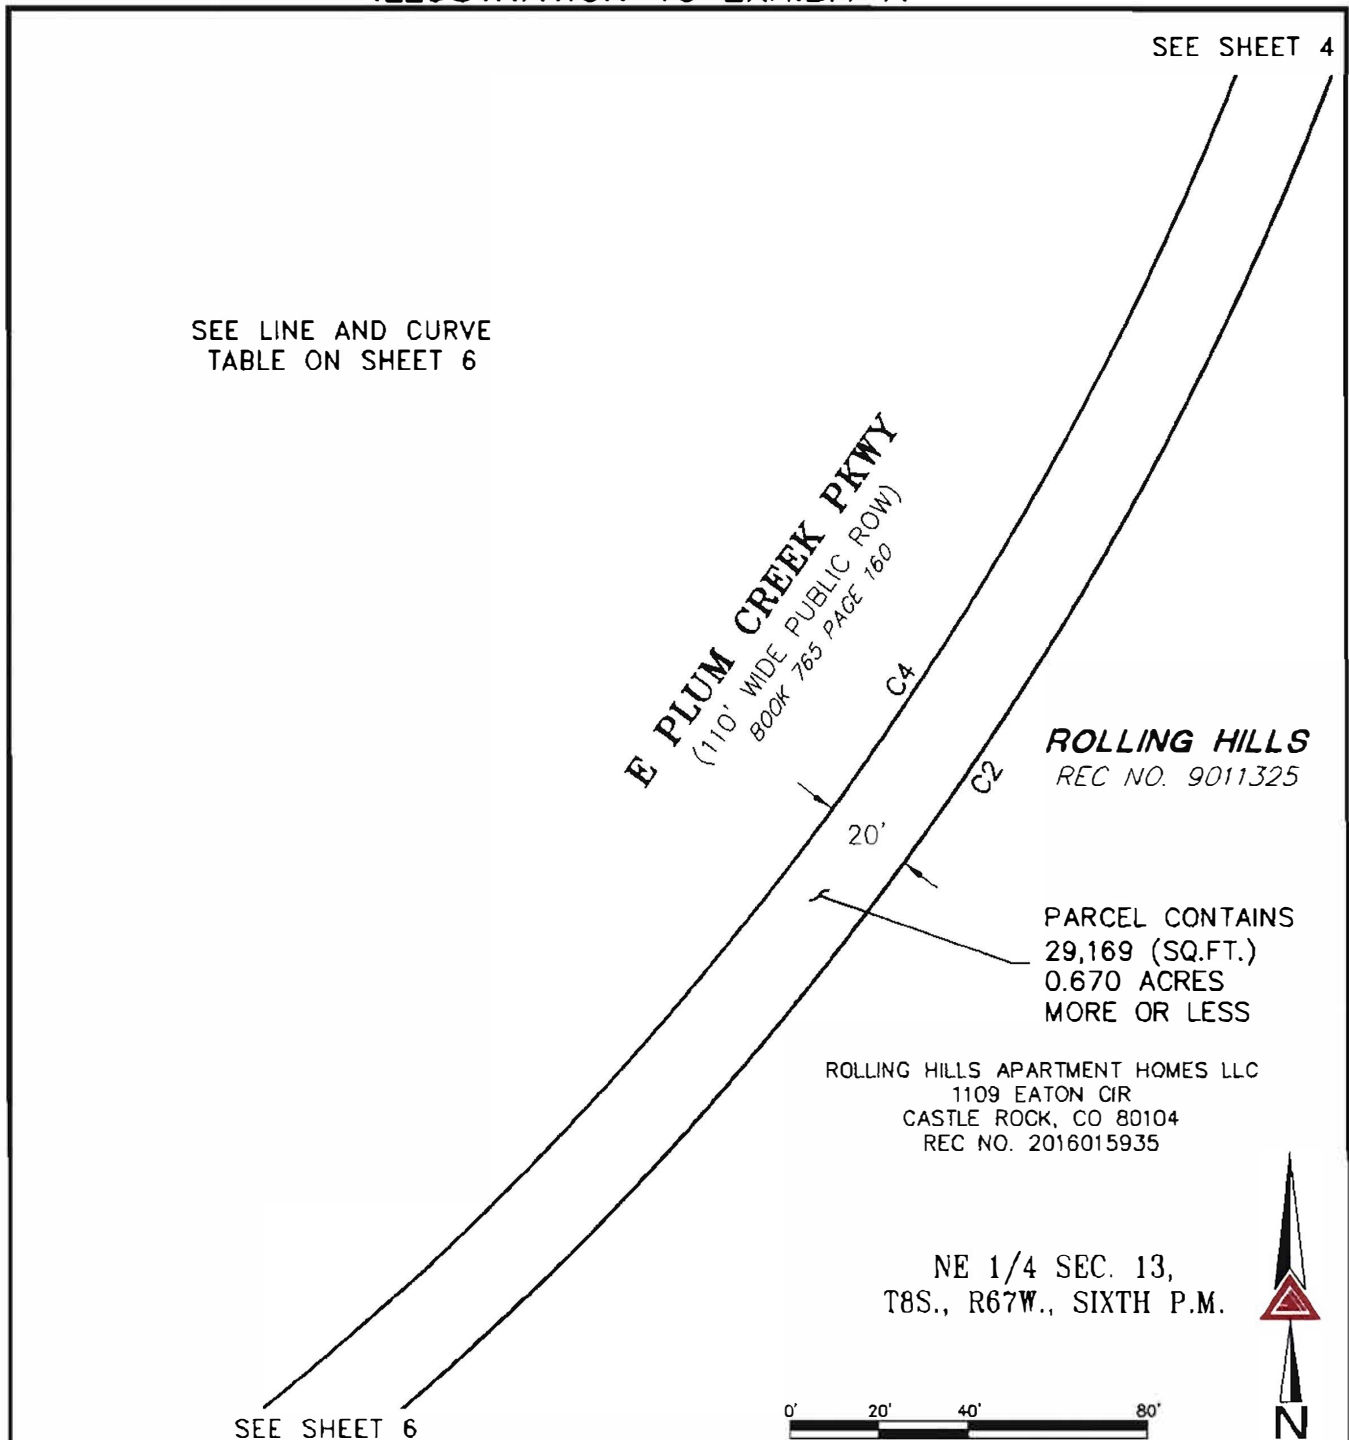 ILLUSTRATION TO EXHIBIT A
SEE SHEET 4
SEE LINE AND CURVE
TABLE ON SHEET 6
E PLUM CREEK PKWY
(110' WIDE PUBLIC ROW)
BOOK 765 PAGE 160
C4
C2
ROLLING HILLS
REC NO. 9011325
20'
PARCEL CONTAINS
29,169 (SQ.FT.)
0.670 ACRES
MORE OR LESS
ROLLING HILLS APARTMENT HOMES LLC
1109 EATON CIR
CASTLE ROCK, CO 80104
REC NO. 2016015935
NE 1/4 SEC. 13,
T8S., R67W., SIXTH P.M.
SEE SHEET 6
0' 20' 40' 80'
N